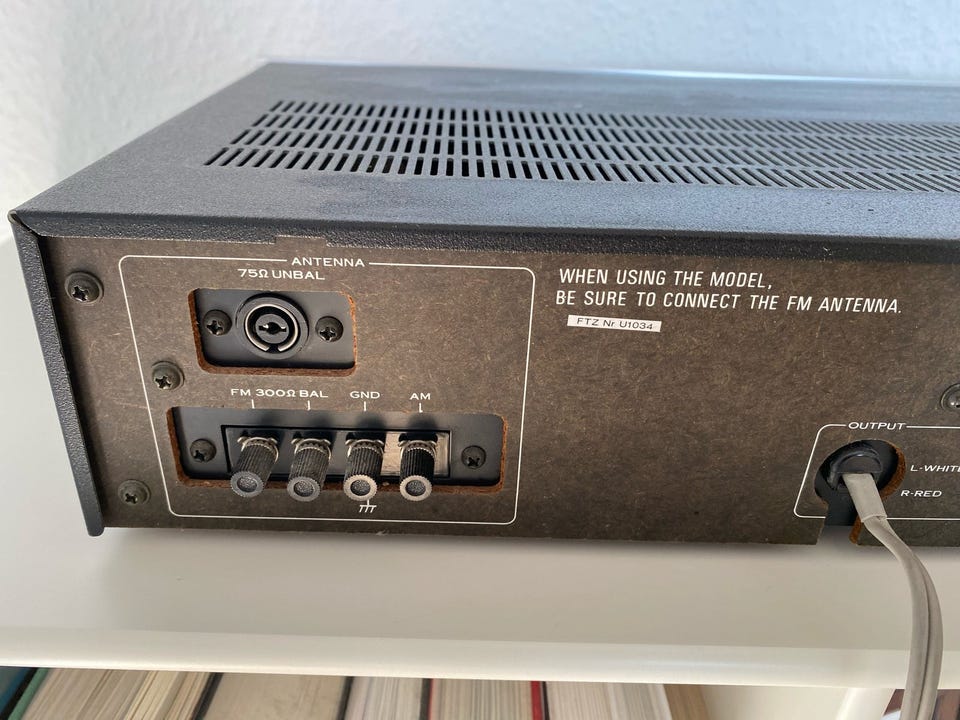 ANTENNA
75Ω UNBAL
FM 300Ω BAL GND AM
WHEN USING THE MODEL,
BE SURE TO CONNECT THE FM ANTENNA.
FTZ Nr U1034
OUTPUT
L-WHITE
R-RED